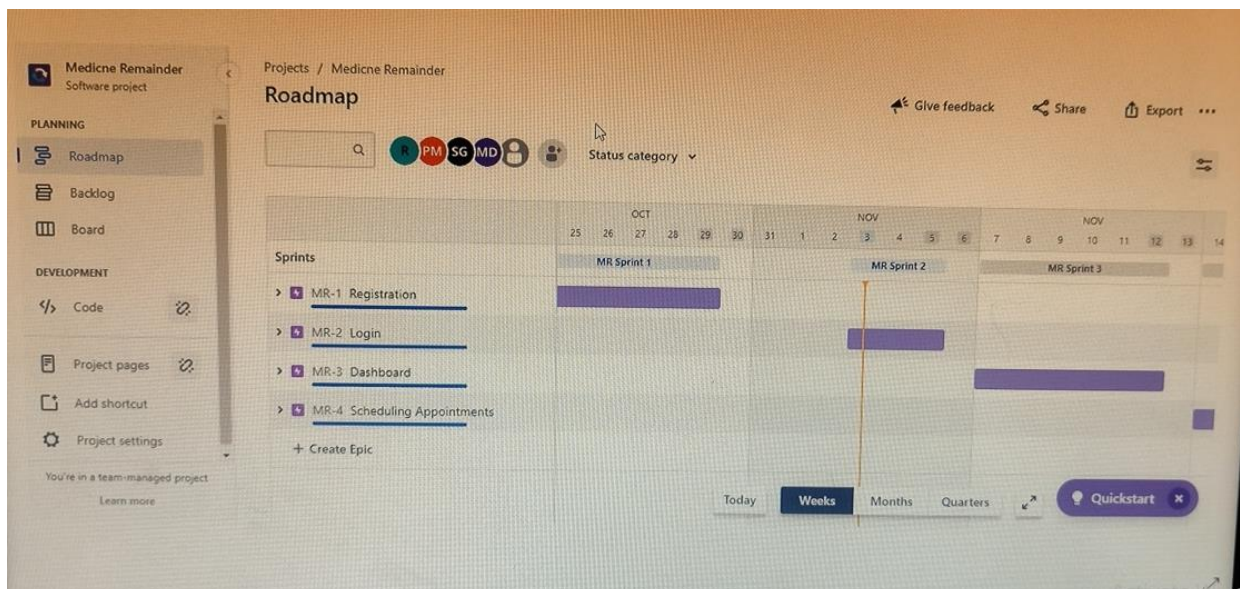 Medicne Remainder
Software project
PLANNING
Roadmap
Backlog
Board
DEVELOPMENT
Code
Project pages
Add shortcut
Project settings
You're in a team-managed project
Learn more
Projects / Medicne Remainder
Roadmap
Give feedback
Share
Export
R PM SG MD
Status category
OCT NOV NOV
25 26 27 28 29 30 31 1 2 3 4 5 6 7 8 9 10 11 12 13 14
Sprints MR Sprint 1 MR Sprint 2 MR Sprint 3
MR-1 Registration
MR-2 Login
MR-3 Dashboard
MR-4 Scheduling Appointments
+ Create Epic
Today Weeks Months Quarters
Quickstart